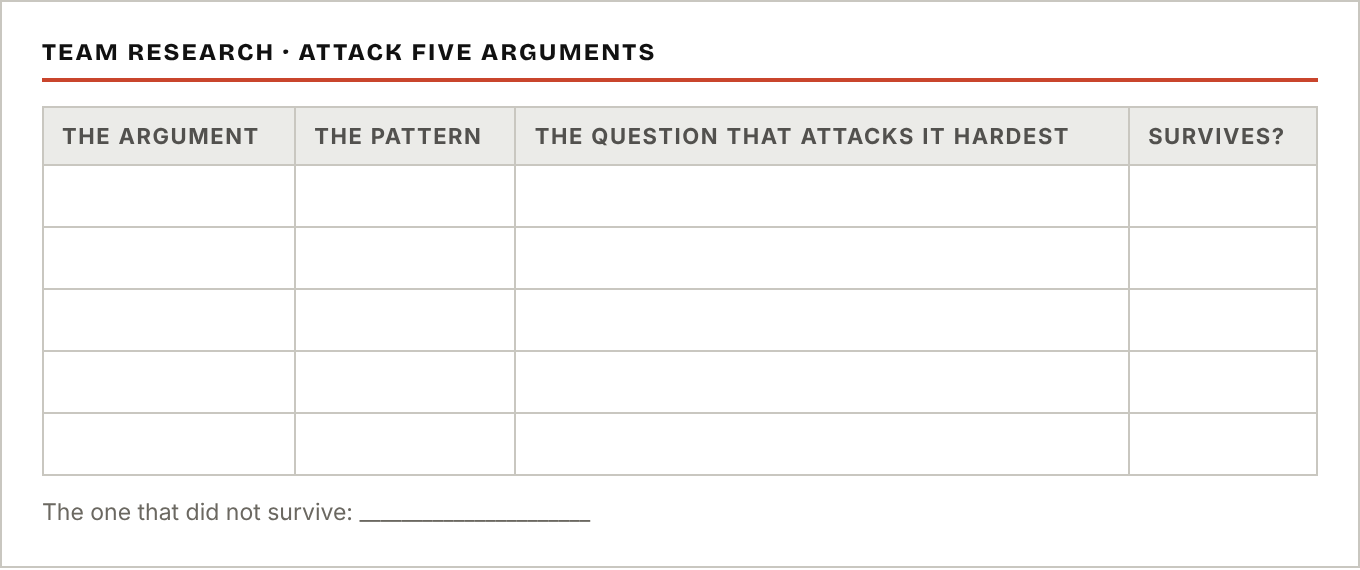 TEAM RESEARCH · ATTACK FIVE ARGUMENTS
THE ARGUMENT THE PATTERN THE QUESTION THAT ATTACKS IT HARDEST SURVIVES?
The one that did not survive: _____________________